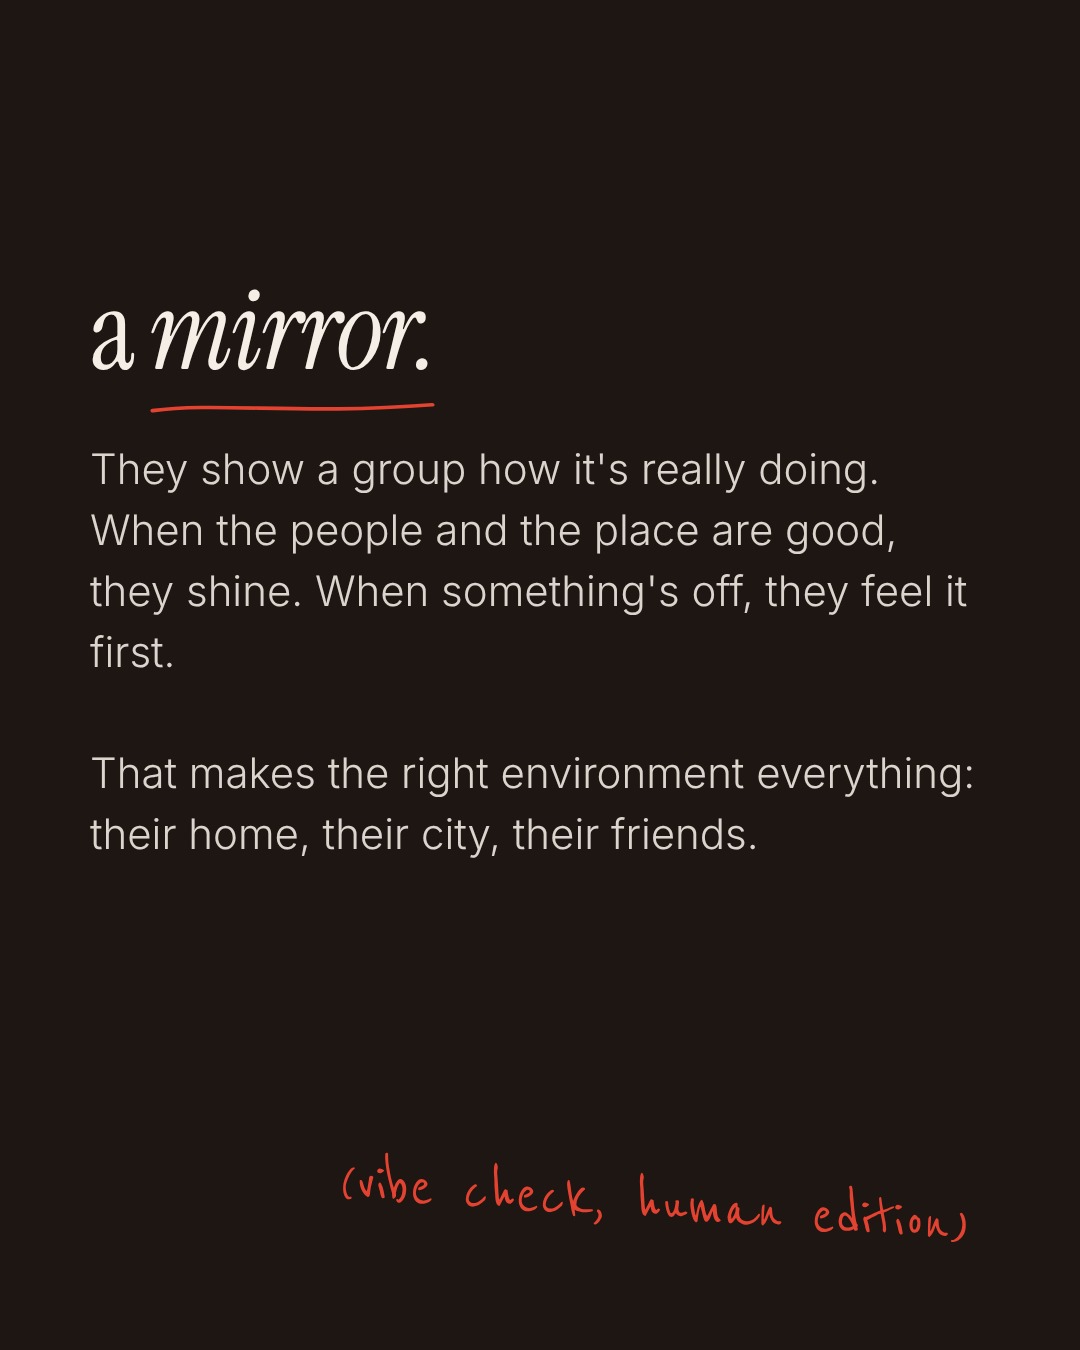 a mirror.
They show a group how it's really doing.
When the people and the place are good,
they shine. When something's off, they feel it
first.
That makes the right environment everything:
their home, their city, their friends.
(vibe check, human edition)